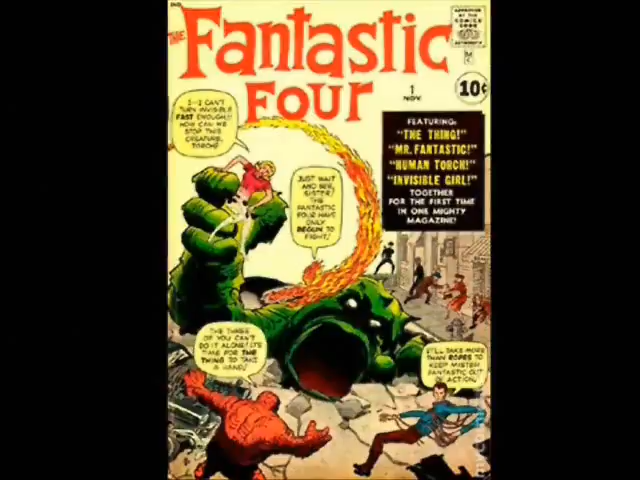 THE
Fantastic
Four
APPROVED
BY THE
COMICS
CODE
AUTHORITY
1
NOV.
10¢
I--I CAN'T
TURN INVISIBLE
FAST ENOUGH!!
HOW CAN WE
STOP THIS
CREATURE,
TORCH?
JUST WAIT
AND SEE,
SISTER! THE
FANTASTIC
FOUR HAVE
ONLY
BEGUN TO
FIGHT!
FEATURING:
"THE THING!"
"MR. FANTASTIC!"
"HUMAN TORCH!"
"INVISIBLE GIRL!"
TOGETHER
FOR THE FIRST TIME
IN ONE MIGHTY
MAGAZINE!
THE THREE
OF YOU CAN'T
DO IT ALONE! IT'S
TIME FOR THE
THING TO TAKE
A HAND!
IT'LL TAKE MORE
THAN ROPES TO
KEEP MISTER
FANTASTIC OUT
OF ACTION!